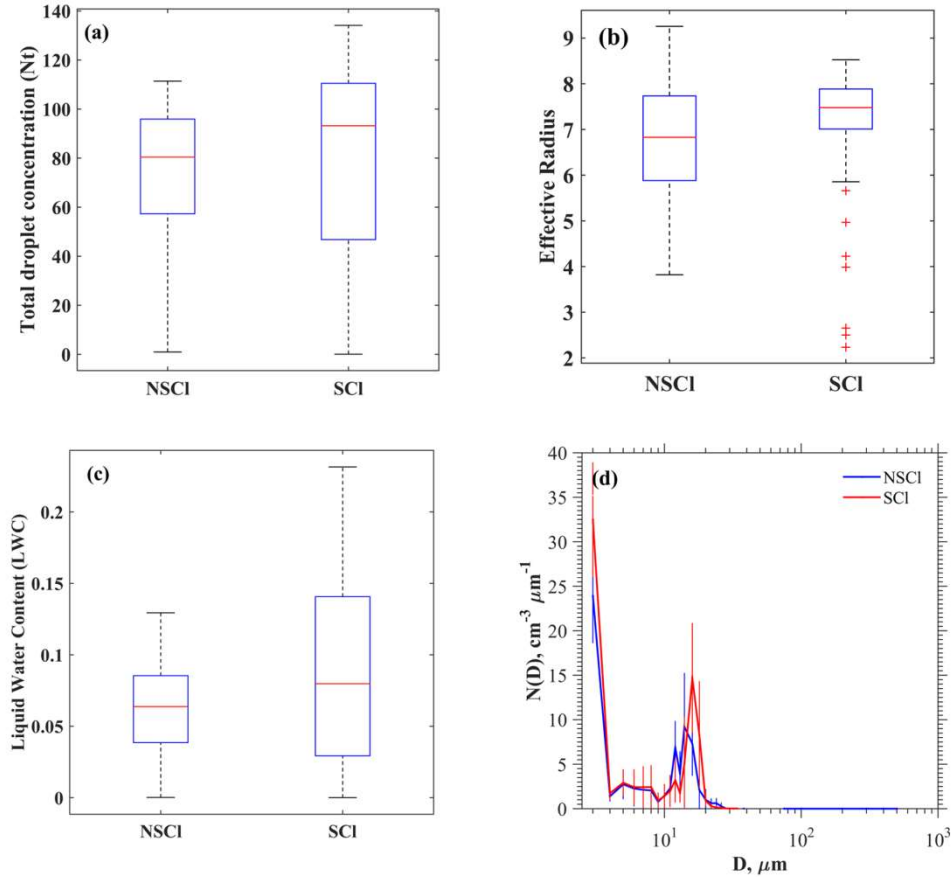 (a)
Total droplet concentration (Nt)
140
120
100
80
60
40
20
0
NSCl
SCl
(b)
Effective Radius
9
8
7
6
5
4
3
2
NSCl
SCl
(c)
Liquid Water Content (LWC)
0.2
0.15
0.1
0.05
0
NSCl
SCl
(d)
N(D), cm⁻³ μm⁻¹
40
35
30
25
20
15
10
5
0
NSCl
SCl
10¹
10²
10³
D, μm